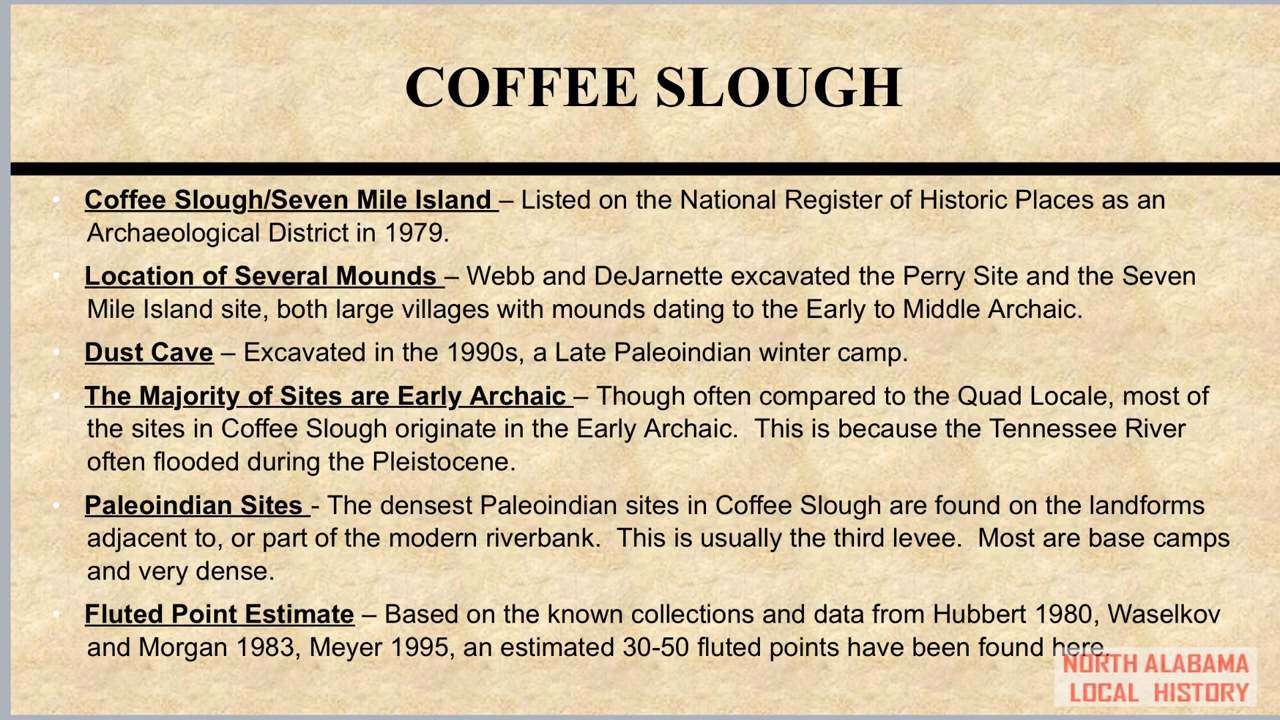 COFFEE SLOUGH
• Coffee Slough/Seven Mile Island – Listed on the National Register of Historic Places as an
Archaeological District in 1979.
• Location of Several Mounds – Webb and DeJarnette excavated the Perry Site and the Seven
Mile Island site, both large villages with mounds dating to the Early to Middle Archaic.
• Dust Cave – Excavated in the 1990s, a Late Paleoindian winter camp.
• The Majority of Sites are Early Archaic – Though often compared to the Quad Locale, most of
the sites in Coffee Slough originate in the Early Archaic.  This is because the Tennessee River
often flooded during the Pleistocene.
• Paleoindian Sites - The densest Paleoindian sites in Coffee Slough are found on the landforms
adjacent to, or part of the modern riverbank.  This is usually the third levee.  Most are base camps
and very dense.
• Fluted Point Estimate – Based on the known collections and data from Hubbert 1980, Waselkov
and Morgan 1983, Meyer 1995, an estimated 30-50 fluted points have been found here.
NORTH ALABAMA
LOCAL HISTORY